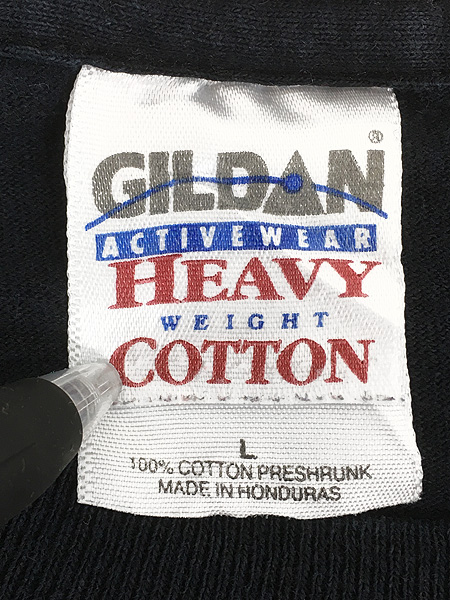 GILDAN®
ACTIVEWEAR
HEAVY
WEIGHT
COTTON
L
100% COTTON PRESHRUNK
MADE IN HONDURAS